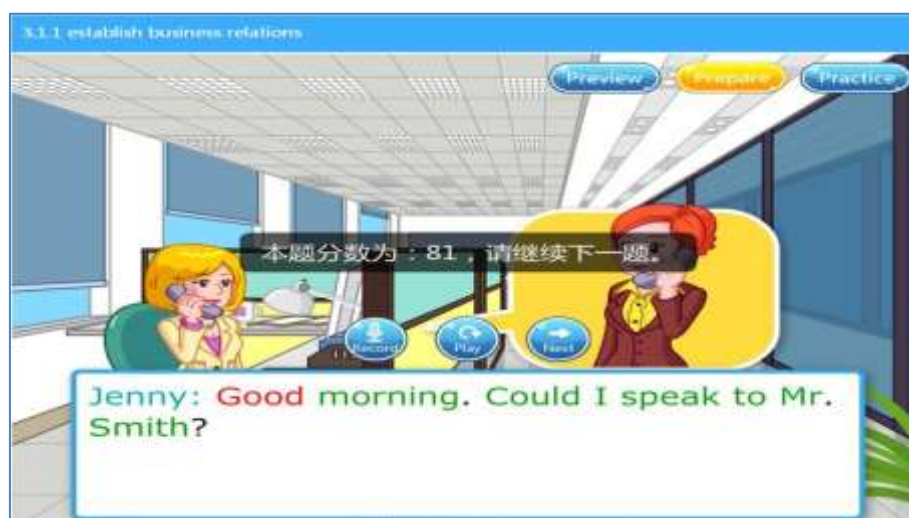 3.1.1 establish business relations
Preview
Prepare
Practice
本题分数为：81，请继续下一题。
Record
Play
Next
Jenny: Good morning. Could I speak to Mr.
Smith?